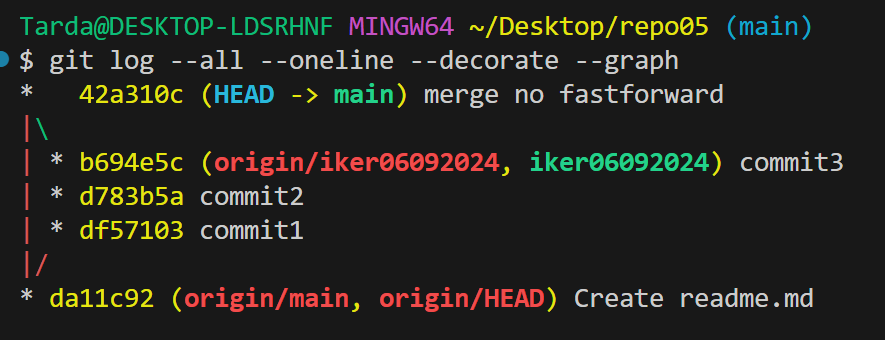 Tarda@DESKTOP-LDSRHNF MINGW64 ~/Desktop/repo05 (main)
$ git log --all --oneline --decorate --graph
*   42a310c (HEAD -> main) merge no fastforward
|\
| * b694e5c (origin/iker06092024, iker06092024) commit3
| * d783b5a commit2
| * df57103 commit1
|/
* da11c92 (origin/main, origin/HEAD) Create readme.md